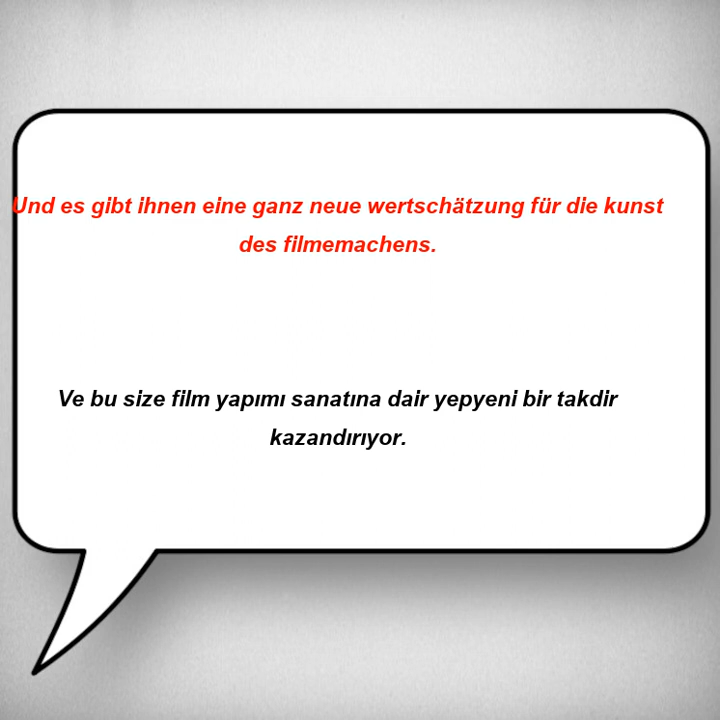 Und es gibt ihnen eine ganz neue wertschätzung für die kunst
des filmemachens.
Ve bu size film yapımı sanatına dair yepyeni bir takdir
kazandırıyor.